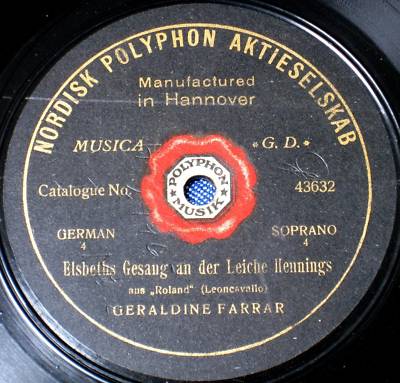 NORDISK POLYPHON AKTIESELSKAB
Manufactured
in Hannover
MUSICA «G. D.»
POLYPHON
MUSIK
Catalogue No. 43632
GERMAN SOPRANO
4 4
Elsbeths Gesang an der Leiche Hennings
aus „Roland" (Leoncavallo)
GERALDINE FARRAR